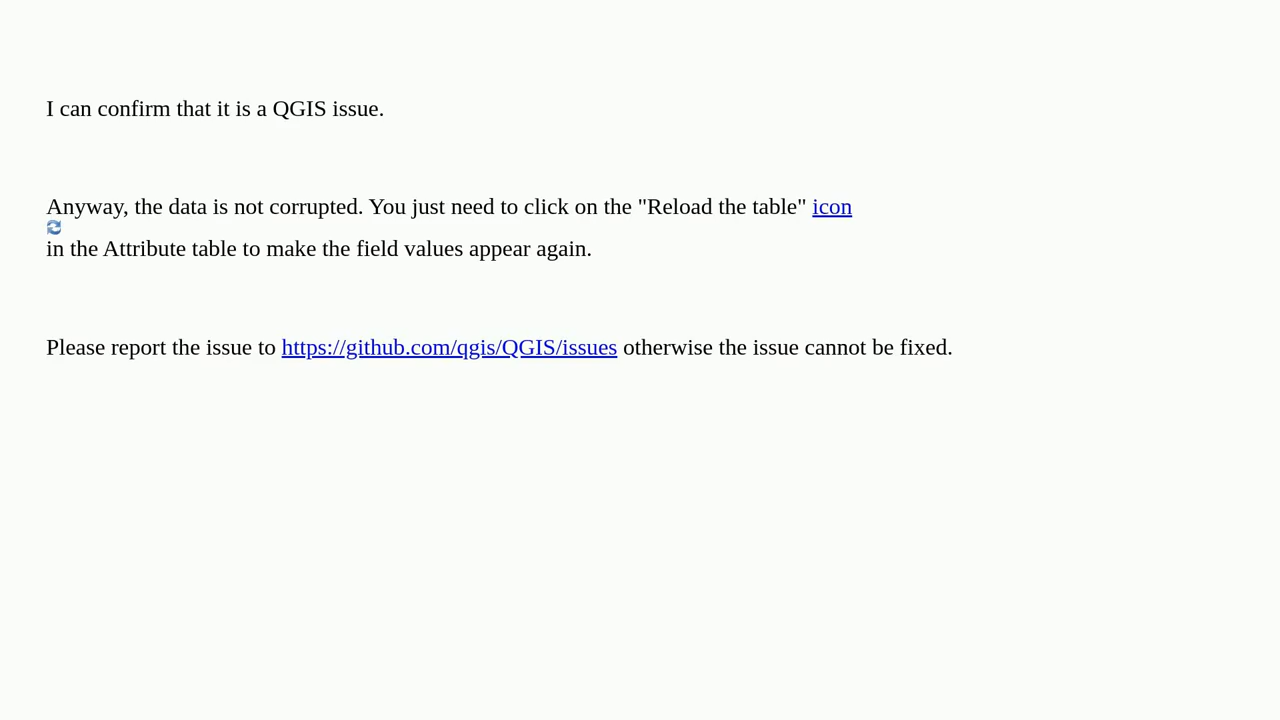 I can confirm that it is a QGIS issue.
Anyway, the data is not corrupted. You just need to click on the "Reload the table" icon
in the Attribute table to make the field values appear again.
Please report the issue to https://github.com/qgis/QGIS/issues otherwise the issue cannot be fixed.